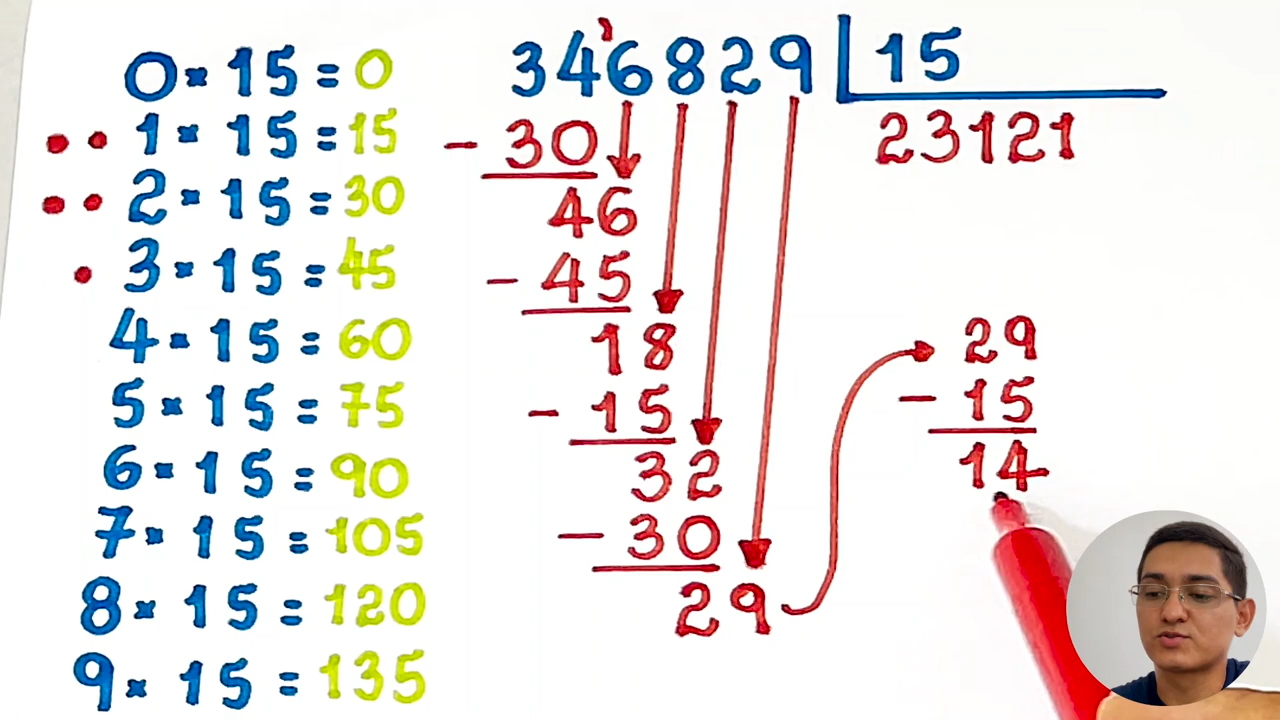 0 × 15 = 0
1 × 15 = 15
2 × 15 = 30
3 × 15 = 45
4 × 15 = 60
5 × 15 = 75
6 × 15 = 90
7 × 15 = 105
8 × 15 = 120
9 × 15 = 135
34'6829
15
23121
- 30
46
- 45
18
- 15
32
- 30
29
29
- 15
14